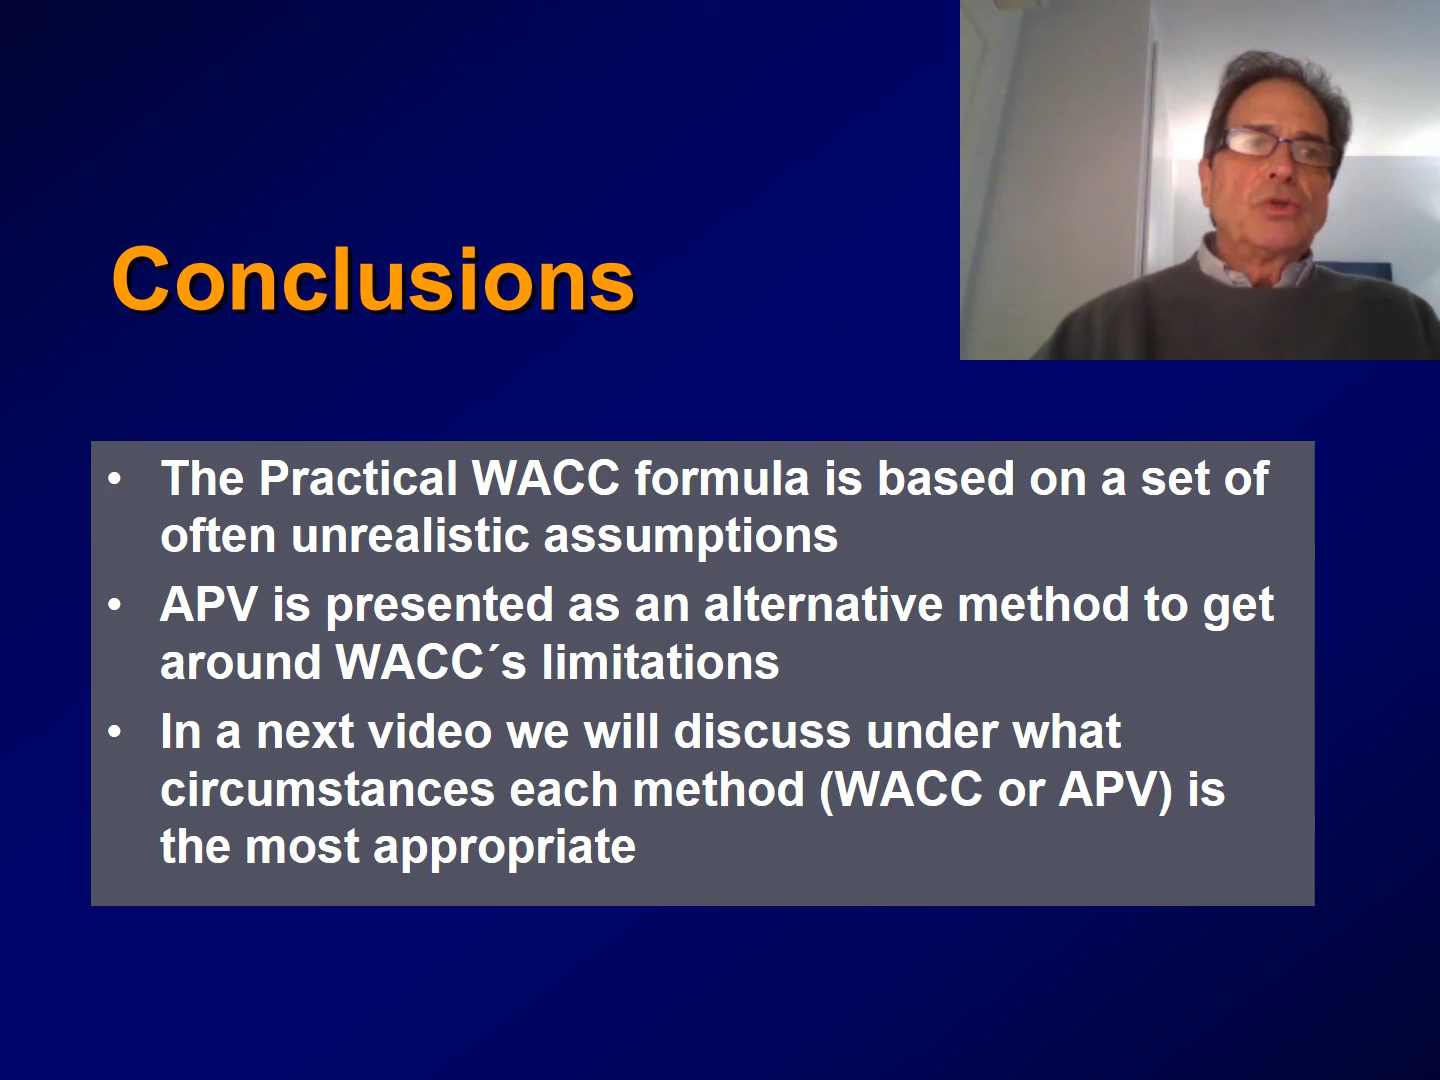 Conclusions
• The Practical WACC formula is based on a set of
often unrealistic assumptions
• APV is presented as an alternative method to get
around WACC´s limitations
• In a next video we will discuss under what
circumstances each method (WACC or APV) is
the most appropriate